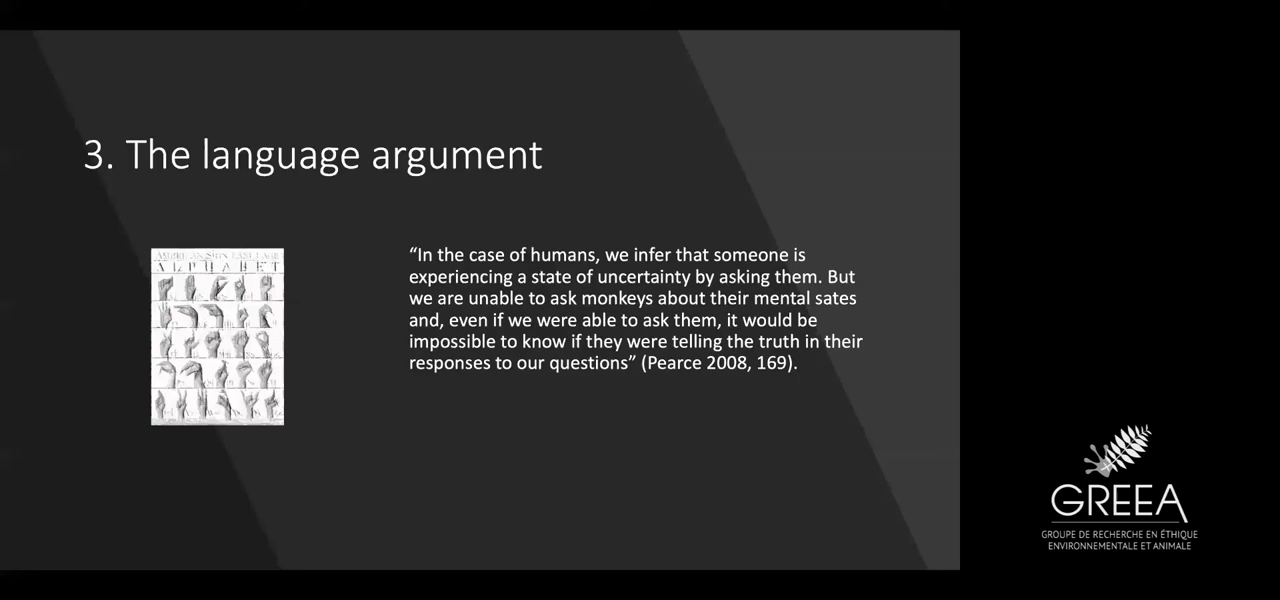 3. The language argument
AMERICAN SIGN LANGUAGE
ALPHABET
“In the case of humans, we infer that someone is
experiencing a state of uncertainty by asking them. But
we are unable to ask monkeys about their mental sates
and, even if we were able to ask them, it would be
impossible to know if they were telling the truth in their
responses to our questions” (Pearce 2008, 169).
GREEA
GROUPE DE RECHERCHE EN ÉTHIQUE
ENVIRONNEMENTALE ET ANIMALE